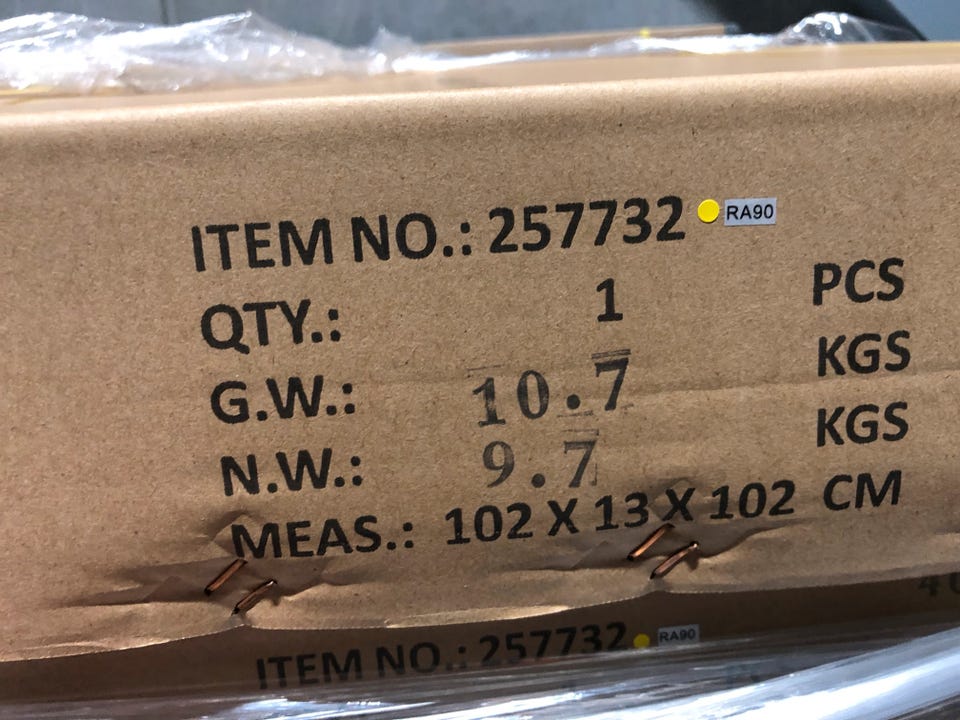 ITEM NO.: 257732 RA90
QTY.: 1 PCS
G.W.: 10.7 KGS
N.W.: 9.7 KGS
MEAS.: 102 X 13 X 102 CM
ITEM NO.: 257732 RA90